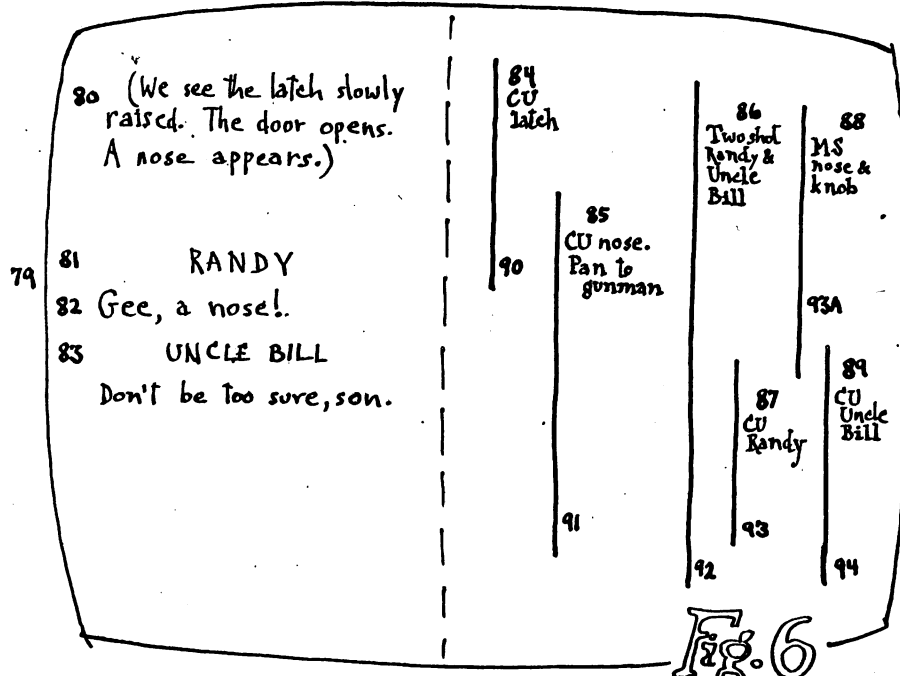 79
80 (We see the latch slowly
raised. The door opens.
A nose appears.)
81 RANDY
82 Gee, a nose!.
83 UNCLE BILL
Don't be too sure, son.
84
CU
latch
90
85
CU nose.
Pan to
gunman
91
86
Two shot
Randy &
Uncle
Bill
92
87
CU
Randy
93
88
MS
nose &
knob
93A
89
CU
Uncle
Bill
94
Fig. 6